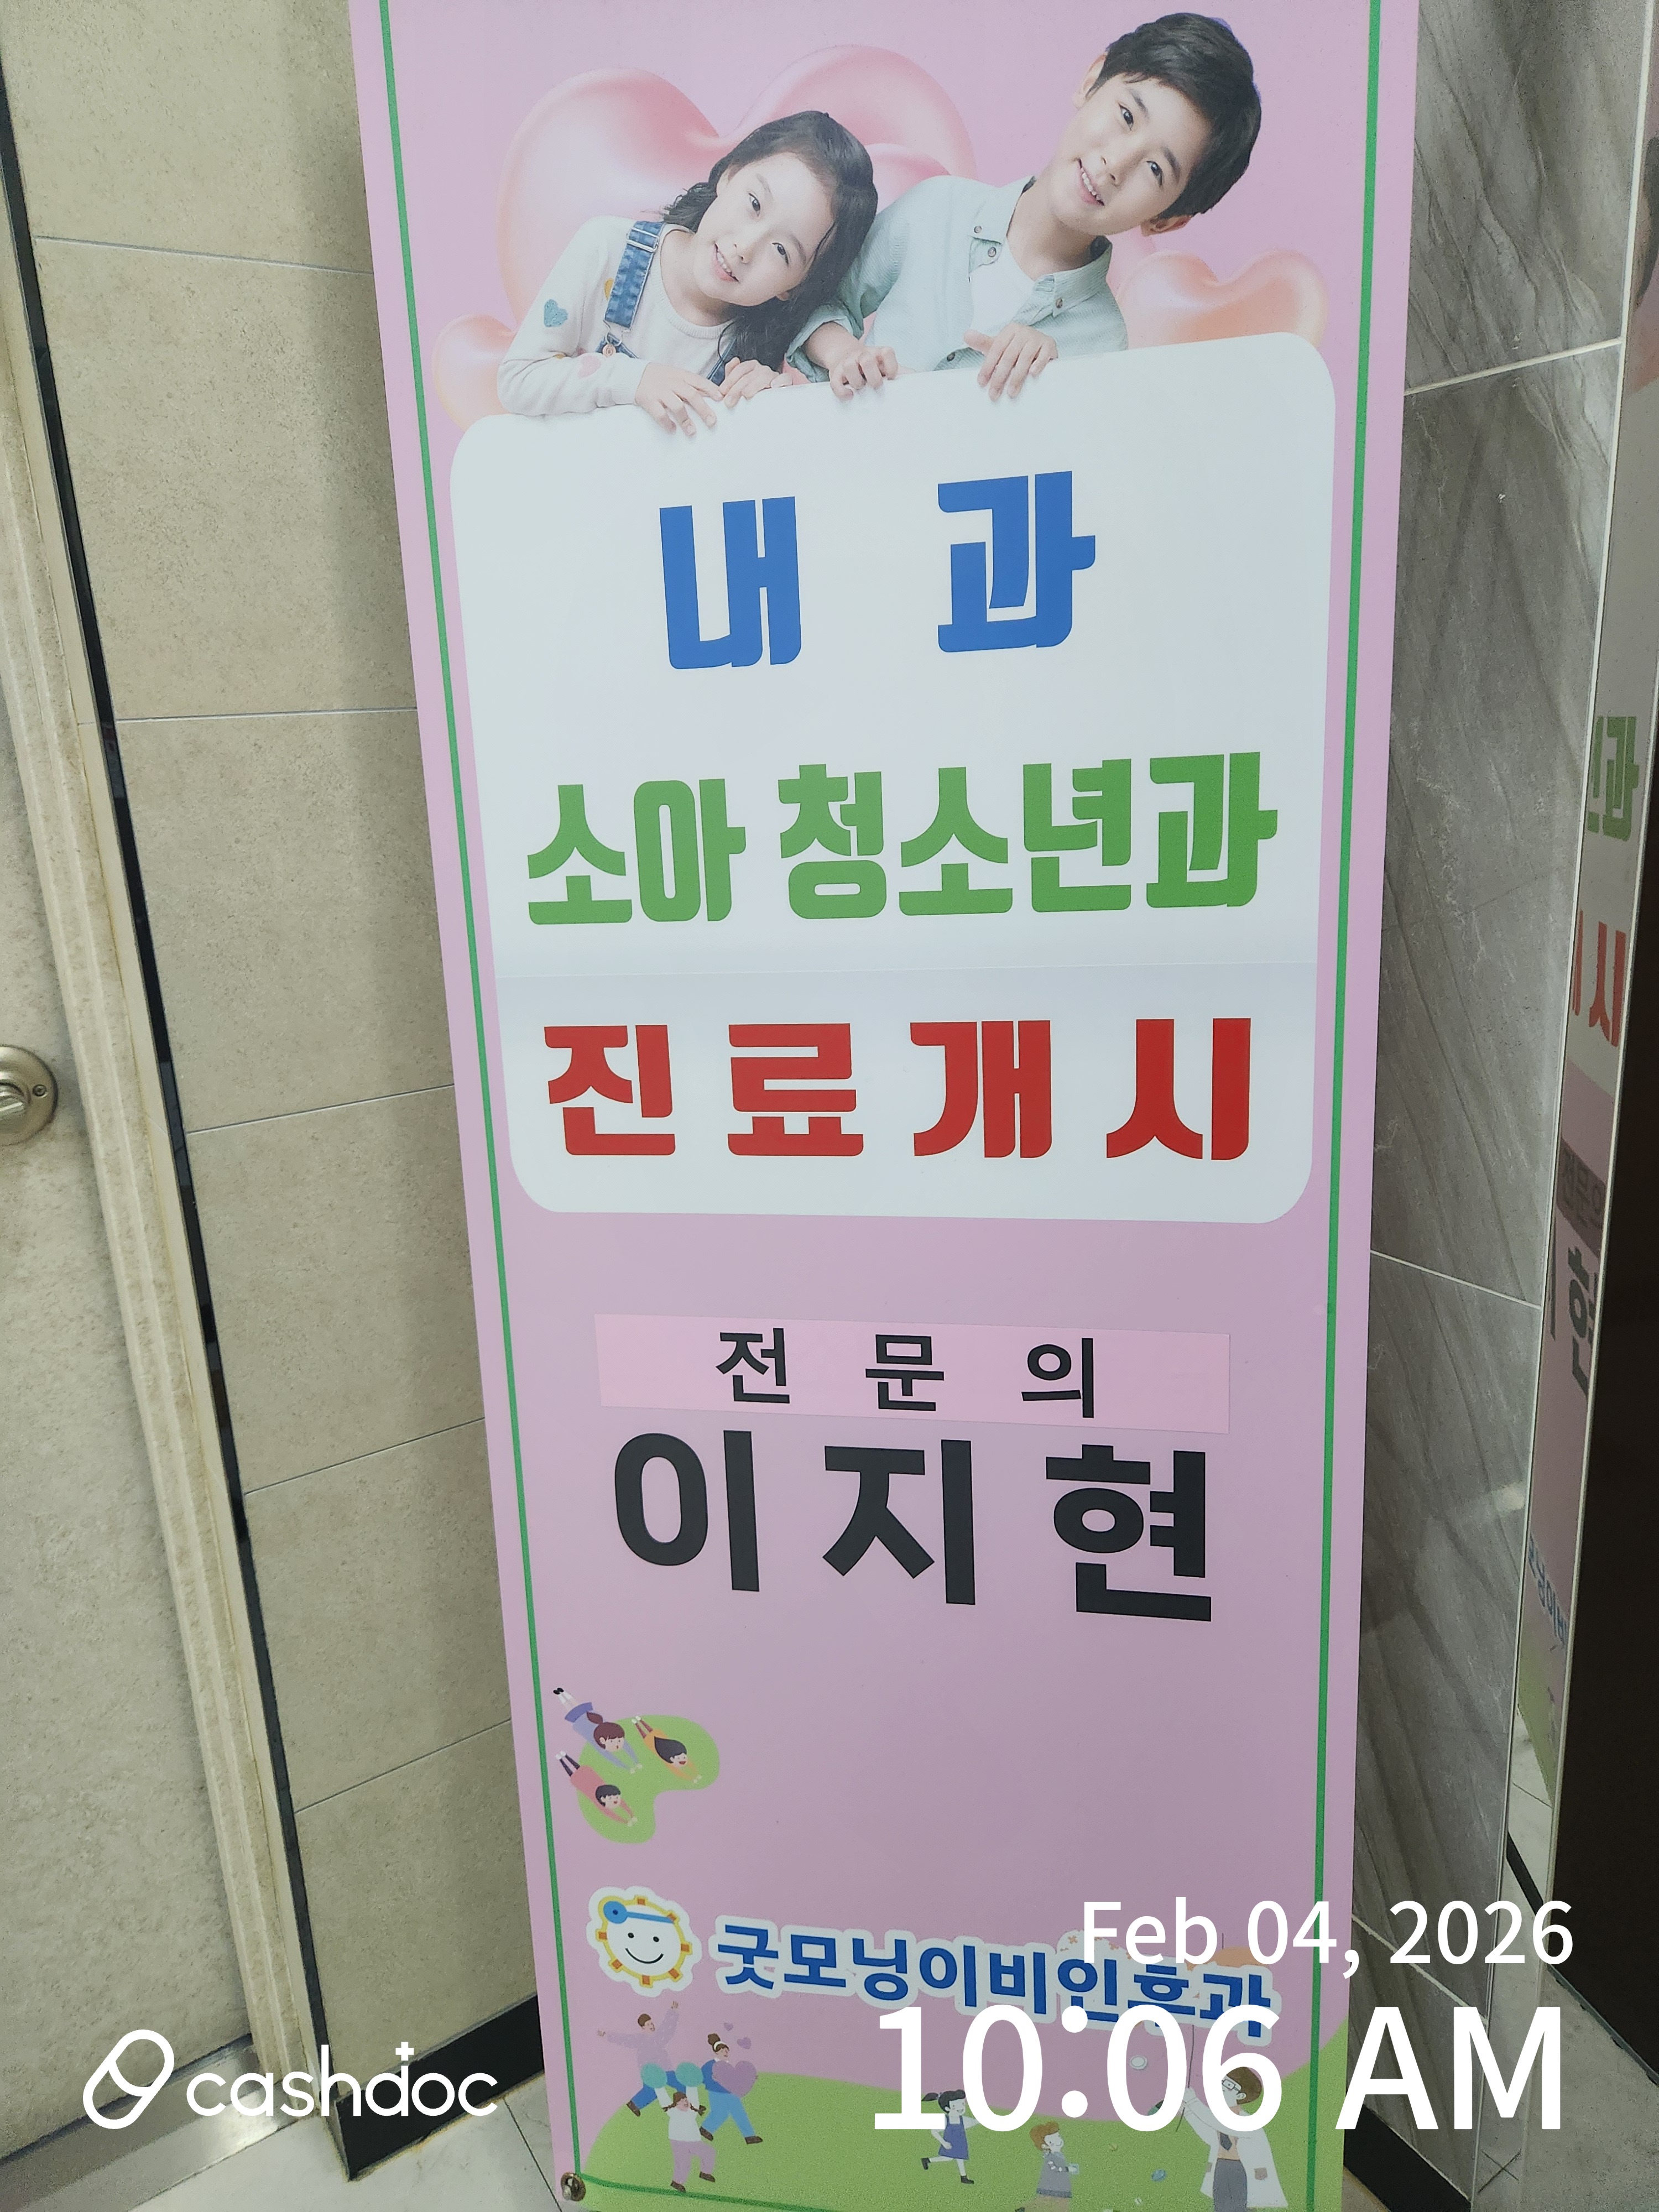 내 과
소아 청소년과
진료개시
전 문 의
이지현
굿모닝이비인후과
Feb 04, 2026
10:06 AM
cashdoc